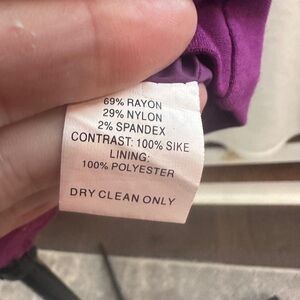 69% RAYON
29% NYLON
2% SPANDEX
CONTRAST: 100% SIKE
LINING:
100% POLYESTER
DRY CLEAN ONLY